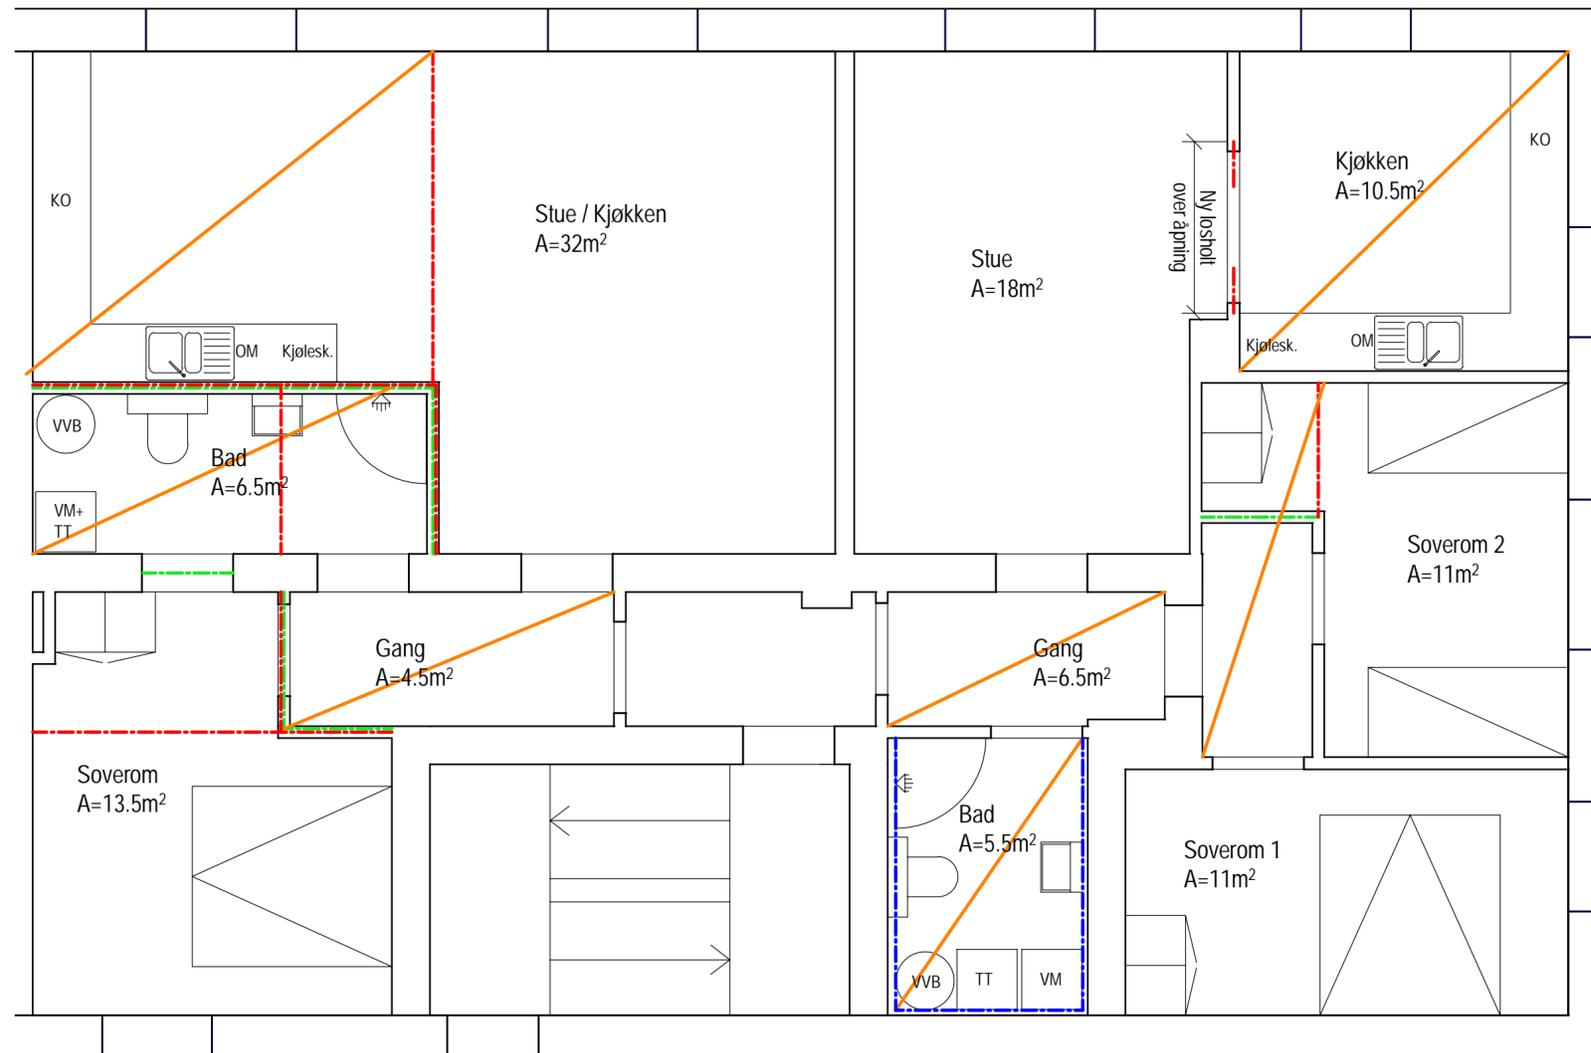 KO
Stue / Kjøkken
A=32m²
OM
Kjølesk.
Stue
A=18m²
Ny losholt
over åpning
Kjøkken
A=10.5m²
KO
Kjølesk.
OM
VVB
Bad
A=6.5m²
VM+
TT
Soverom 2
A=11m²
Gang
A=4.5m²
Gang
A=6.5m²
Soverom
A=13.5m²
Bad
A=5.5m²
VVB
TT
VM
Soverom 1
A=11m²